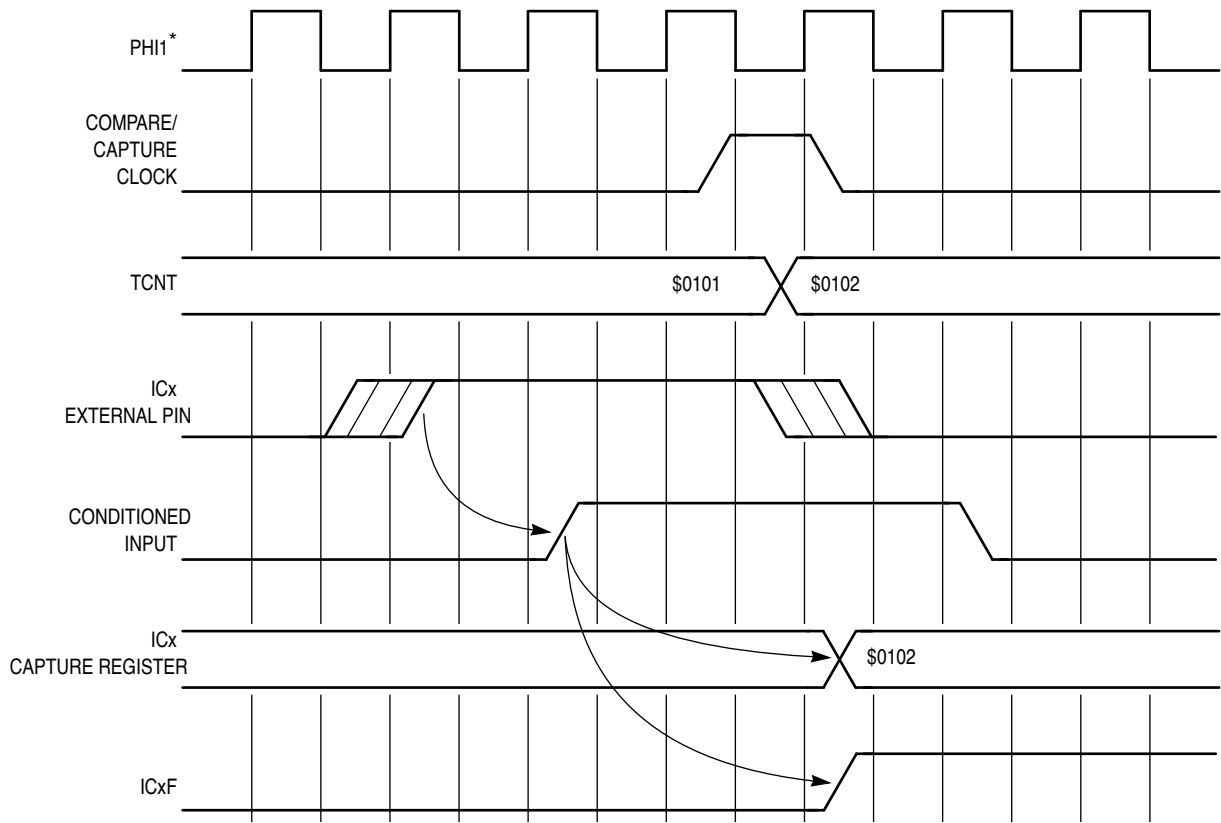 PHI1*
COMPARE/
CAPTURE
CLOCK
TCNT
$0101
$0102
ICx
EXTERNAL PIN
CONDITIONED
INPUT
ICx
CAPTURE REGISTER
$0102
ICxF